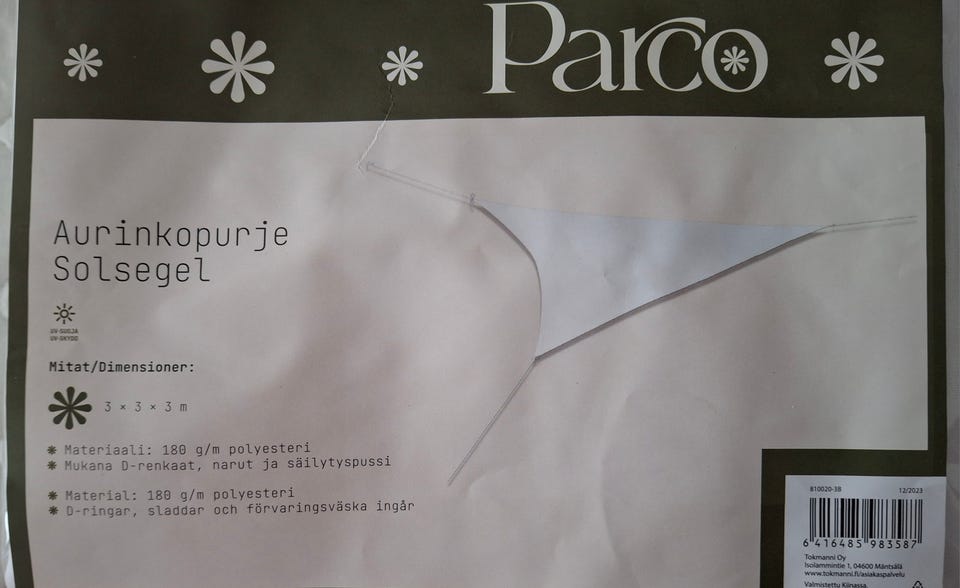 Parco
Aurinkopurje
Solsegel
UV-SUOJA
UV-SKYDD
Mitat/Dimensioner:
3 × 3 × 3 m
Materiaali: 180 g/m polyesteri
Mukana D-renkaat, narut ja säilytyspussi
Material: 180 g/m polyesteri
D-ringar, sladdar och förvaringsväska ingår
810020-3B 12/2023
6 416485 983587
Tokmanni Oy
Isolammintie 1, 04600 Mäntsälä
www.tokmanni.fi/asiakaspalvelu
Valmistettu Kiinassa.